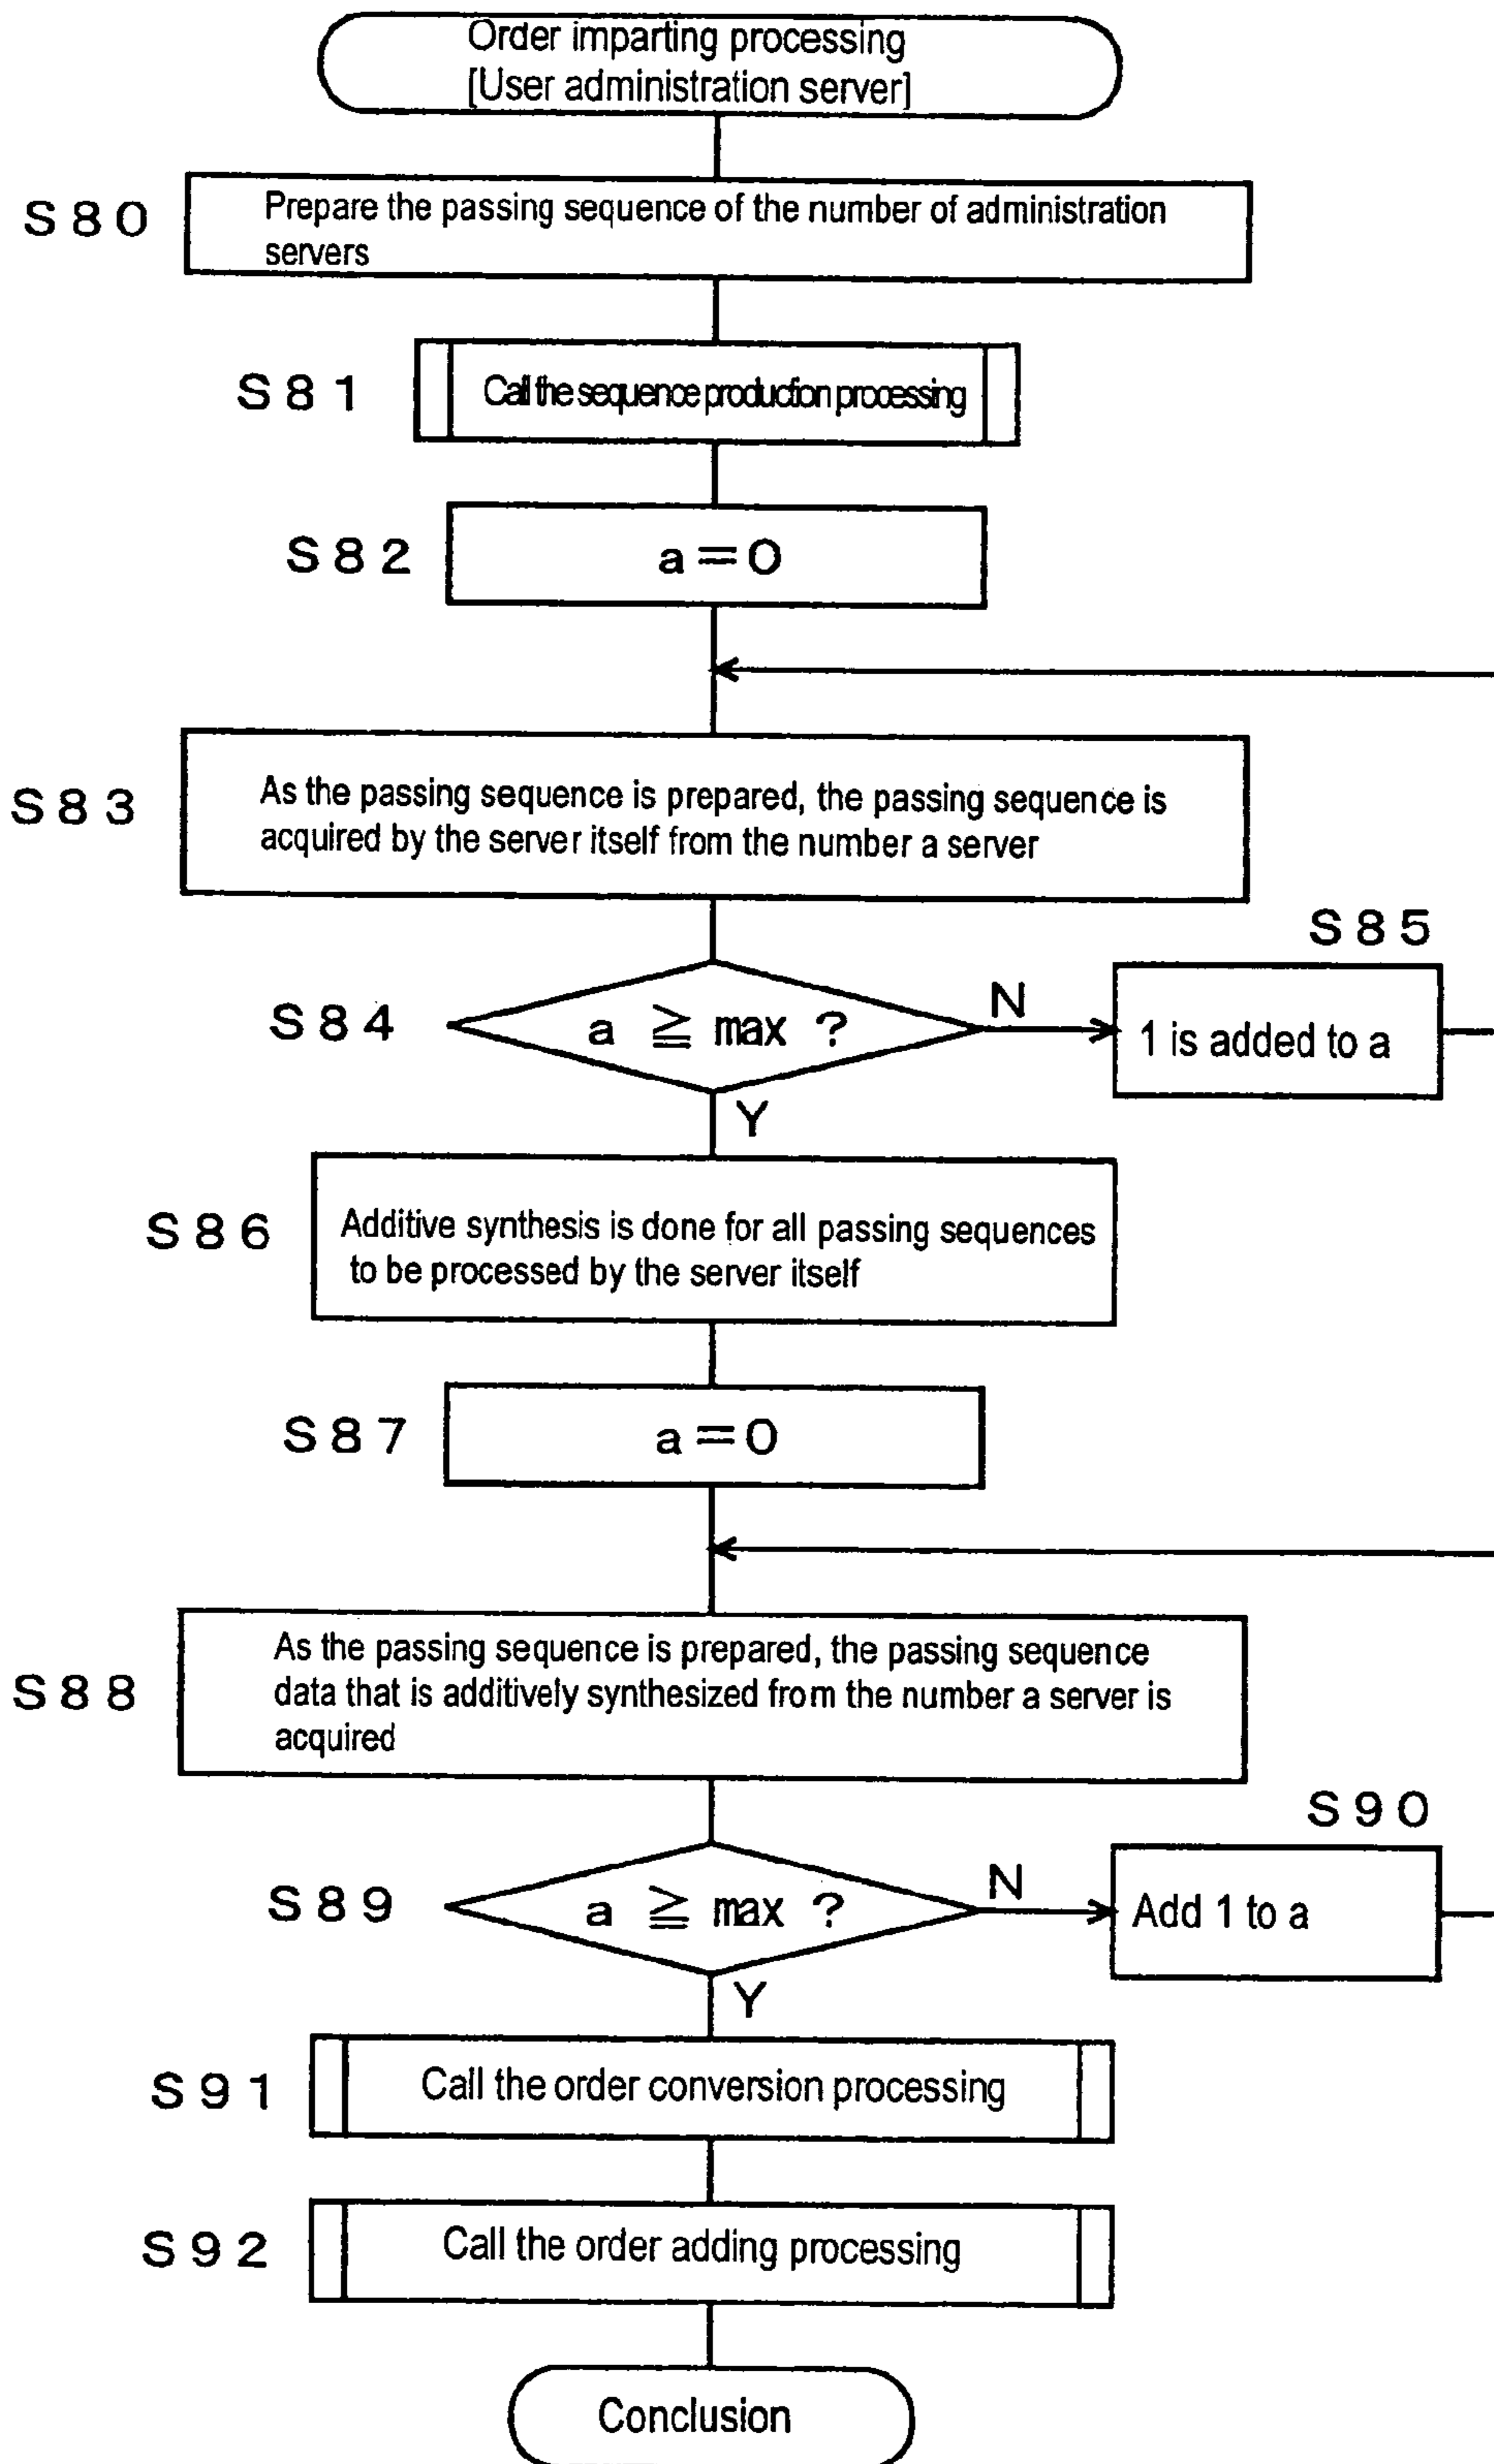 Order imparting processing
[User administration server]
S80
Prepare the passing sequence of the number of administration
servers
S81
Call the sequence production processing
S82
a=0
S83
As the passing sequence is prepared, the passing sequence is
acquired by the server itself from the number a server
S84
a ≧ max ?
N
S85
1 is added to a
Y
S86
Additive synthesis is done for all passing sequences
to be processed by the server itself
S87
a=0
S88
As the passing sequence is prepared, the passing sequence
data that is additively synthesized from the number a server is
acquired
S89
a ≧ max ?
N
S90
Add 1 to a
Y
S91
Call the order conversion processing
S92
Call the order adding processing
Conclusion